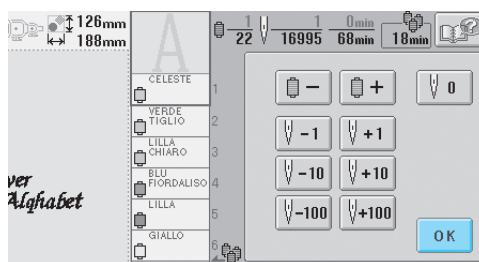 126mm
188mm
1
22
1
16995
0min
68min
18min
A
CELESTE
1
VERDE
TIGLIO
2
LILLA
CHIARO
3
BLU
FIORDALISO
4
LILLA
5
GIALLO
6
ver
Alphabet
−
+
0
-1
+1
-10
+10
-100
+100
OK